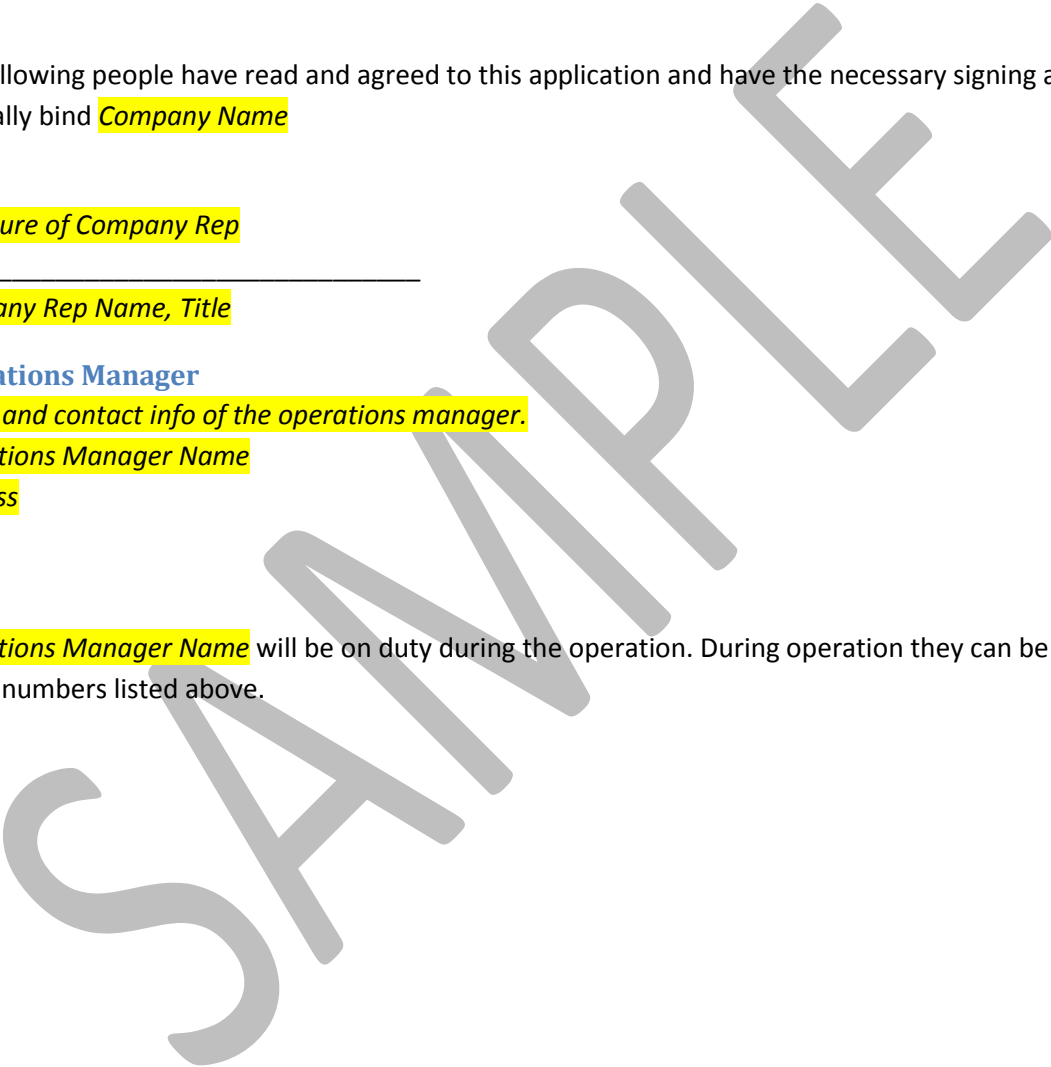 llowing people have read and agreed to this application and have the necessary signing a
ally bind Company Name
ure of Company Rep
______________________________
any Rep Name, Title
ations Manager
and contact info of the operations manager.
tions Manager Name
ss
tions Manager Name will be on duty during the operation. During operation they can be
numbers listed above.
SAMPLE